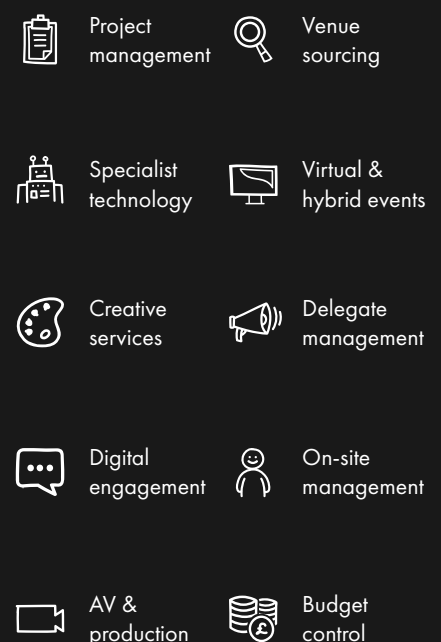 Project
management
Venue
sourcing
Specialist
technology
Virtual &
hybrid events
Creative
services
Delegate
management
Digital
engagement
On-site
management
AV &
production
Budget
control
£